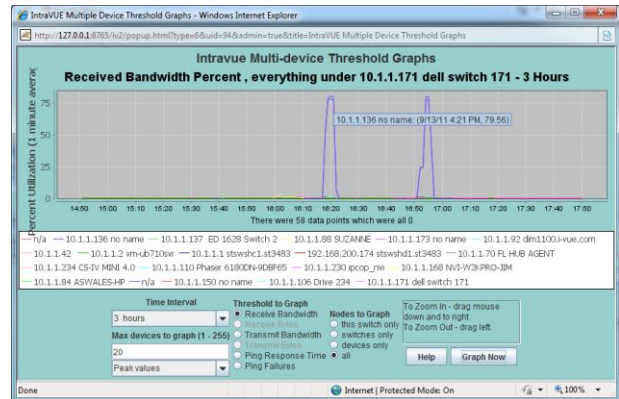 IntraVUE Multiple Device Threshold Graphs - Windows Internet Explorer
http://127.0.0.1:8765/iv2/popup.html?type=6&uid=94&admin=true&title=IntraVUE Multiple Device Threshold Graphs
Intravue Multi-device Threshold Graphs
Received Bandwidth Percent , everything under 10.1.1.171 dell switch 171 - 3 Hours
Percent Utilization (1 minute averag
75
50
25
0
10.1.1.136 no name: (9/13/11 4:21 PM, 79.56)
14:50 15:00 15:10 15:20 15:30 15:40 15:50 16:00 16:10 16:20 16:30 16:40 16:50 17:00 17:10 17:20 17:30
There were 58 data points which were all 0
n/a 10.1.1.136 no name 10.1.1.137 ED 1628 Switch 2 10.1.1.88 SUZANNE 10.1.1.173 no name 10.1.1.92 dm1100.i-vue.com
10.1.1.42 10.1.1.2 vm-ub710svr 10.1.1.1 stswshc1.st3483 192.168.200.174 stswshd1.st3483 10.1.1.70 FL HUB AGENT
10.1.1.234 CS-IV MINI 4.0 10.1.1.110 Phaser 6180DN-9DBF65 10.1.1.230 ipcop_nvi 10.1.1.168 NVI-W2KPRO-JIM
10.1.1.84 ASWALES-HP n/a 10.1.1.150 no name 10.1.1.106 Drive 234 10.1.1.171 dell switch 171
Time Interval
3 hours
Max devices to graph (1 - 255)
20
Peak values
Threshold to Graph
Receive Bandwidth
Receive Bytes
Transmit Bandwidth
Transmit Bytes
Ping Response Time
Ping Failures
Nodes to Graph
this switch only
switches only
devices only
all
To Zoom In - drag mouse
down and to right.
To Zoom Out - drag left.
Help Graph Now
Done Internet | Protected Mode: On 100%